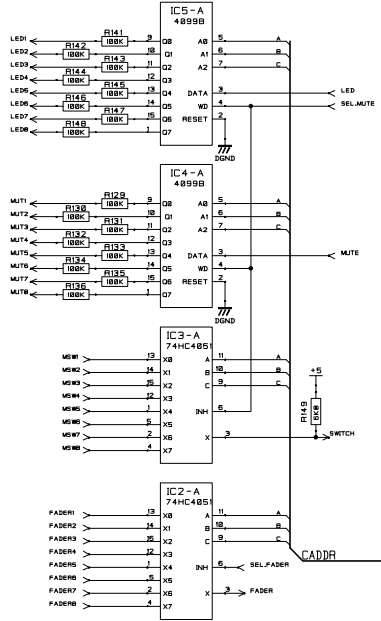 IC5-A
4099B
LED1 R141 100K 9 Q0 A0 5 A
LED2 R142 100K 10 Q1 A1 6 B
LED3 R143 100K 11 Q2 A2 7 C
LED4 R144 100K 12 Q3
LED5 R145 100K 13 Q4 DATA 3 LED
LED6 R146 100K 14 Q5 WD 4 SEL.MUTE
LED7 R147 100K 15 Q6 RESET 2
LED8 R148 100K 1 Q7
DGND
IC4-A
4099B
MUT1 R129 100K 9 Q0 A0 5 A
MUT2 R130 100K 10 Q1 A1 6 B
MUT3 R131 100K 11 Q2 A2 7 C
MUT4 R132 100K 12 Q3
MUT5 R133 100K 13 Q4 DATA 3 MUTE
MUT6 R134 100K 14 Q5 WD 4
MUT7 R135 100K 15 Q6 RESET 2
MUT8 R136 100K 1 Q7
DGND
IC3-A
74HC4051
MSW1 13 X0 A 11 A
MSW2 14 X1 B 10 B
MSW3 15 X2 C 9 C
MSW4 12 X3
MSW5 1 X4 INH 6
MSW6 5 X5
MSW7 2 X6 X 3 SWITCH
MSW8 4 X7
+5
R149
6K8
IC2-A
74HC4051
FADER1 13 X0 A 11 A
FADER2 14 X1 B 10 B
FADER3 15 X2 C 9 C
FADER4 12 X3
FADER5 1 X4 INH 6 SEL.FADER
FADER6 5 X5
FADER7 2 X6 X 3 FADER
FADER8 4 X7
CADDR